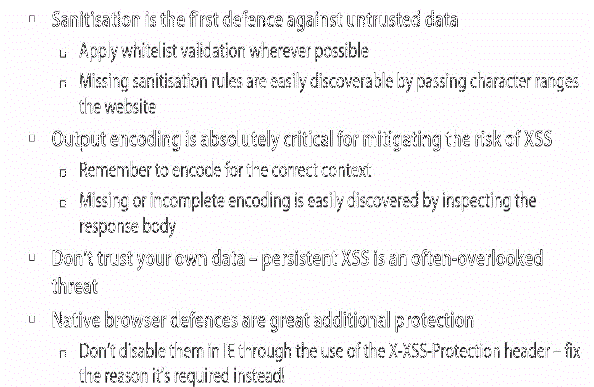 Sanitisation is the first defence against untrusted data
Apply whitelist validation wherever possible
Missing sanitisation rules are easily discoverable by passing character ranges
the website
Output encoding is absolutely critical for mitigating the risk of XSS
Remember to encode for the correct context
Missing or incomplete encoding is easily discovered by inspecting the
response body
Don't trust your own data – persistent XSS is an often-overlooked
threat
Native browser defences are great additional protection
Don't disable them in IE through the use of the X-XSS-Protection header – fix
the reason it's required instead!